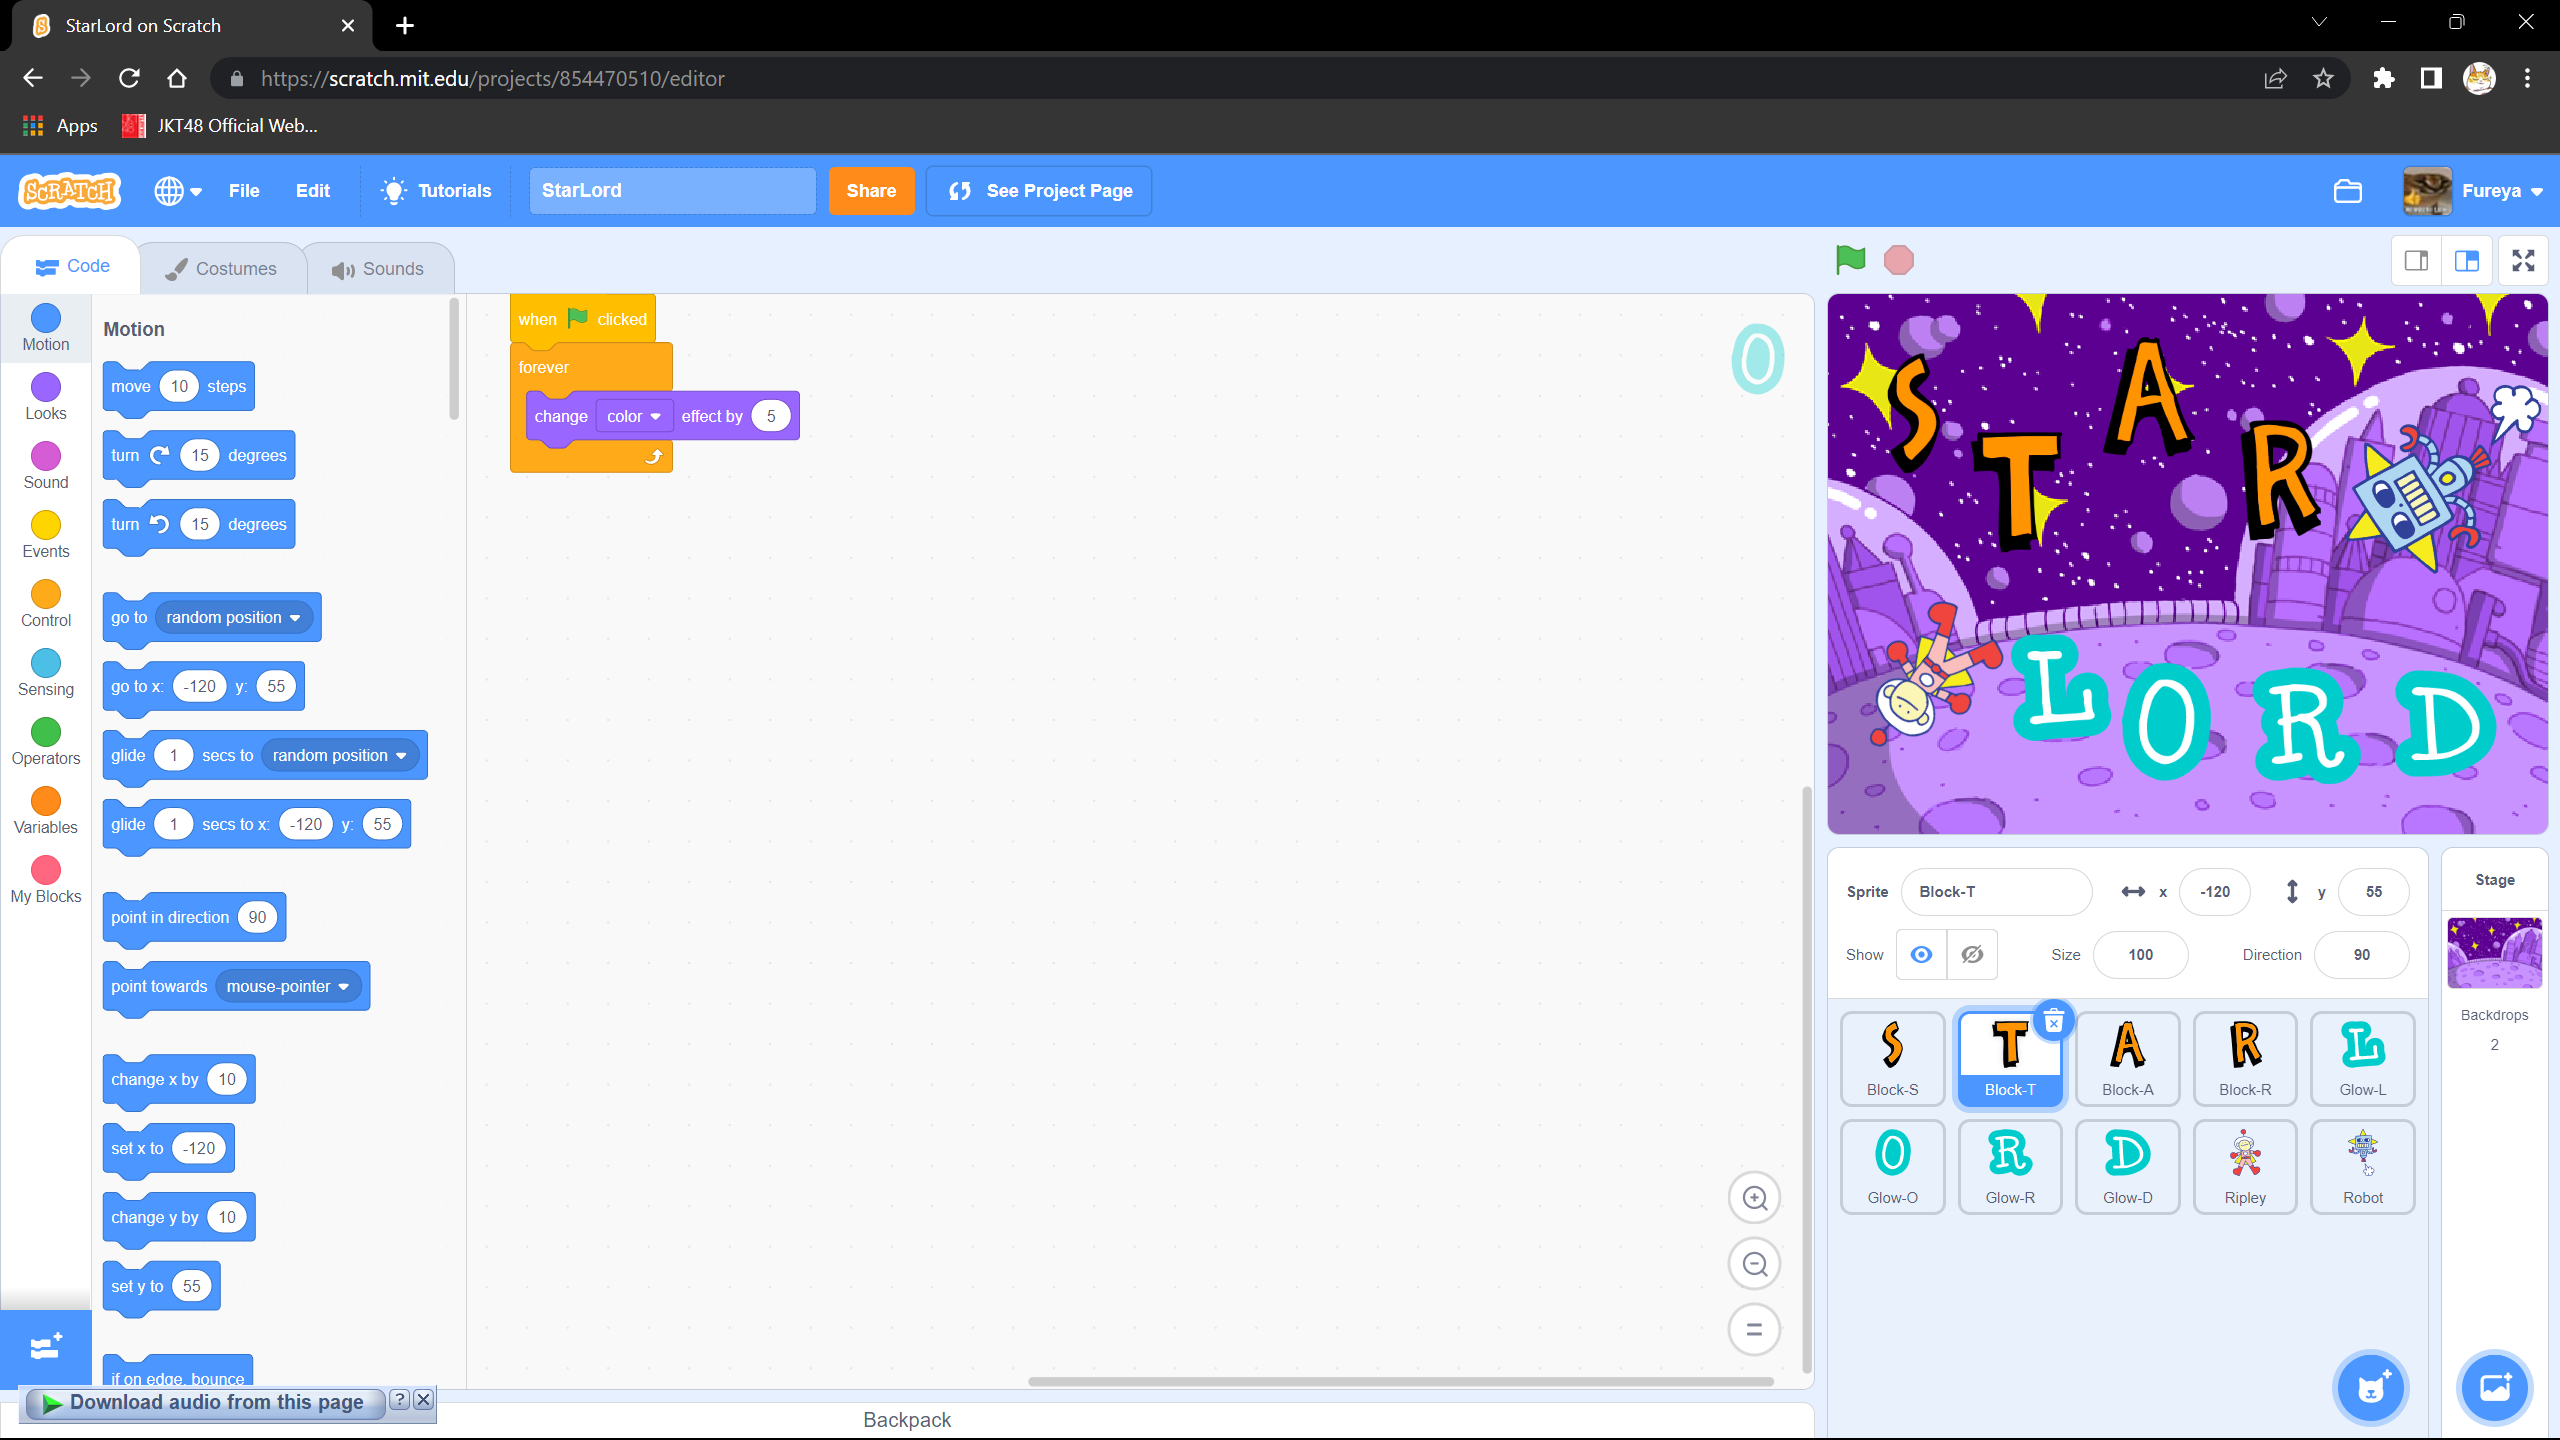 StarLord on Scratch
https://scratch.mit.edu/projects/854470510/editor
Apps
JKT48 Official Web...
SCRATCH
File
Edit
Tutorials
StarLord
Share
See Project Page
Fureya
Code
Costumes
Sounds
Motion
Looks
Sound
Events
Control
Sensing
Operators
Variables
My Blocks
Motion
move 10 steps
turn 15 degrees
turn 15 degrees
go to random position
go to x: -120 y: 55
glide 1 secs to random position
glide 1 secs to x: -120 y: 55
point in direction 90
point towards mouse-pointer
change x by 10
set x to -120
change y by 10
set y to 55
if on edge, bounce
when clicked
forever
change color effect by 5
O
Download audio from this page
?
Backpack
STAR
LORD
Sprite Block-T x -120 y 55
Show Size 100 Direction 90
S T A R L
Block-S Block-T Block-A Block-R Glow-L
O R D
Glow-O Glow-R Glow-D Ripley Robot
Stage
Backdrops
2